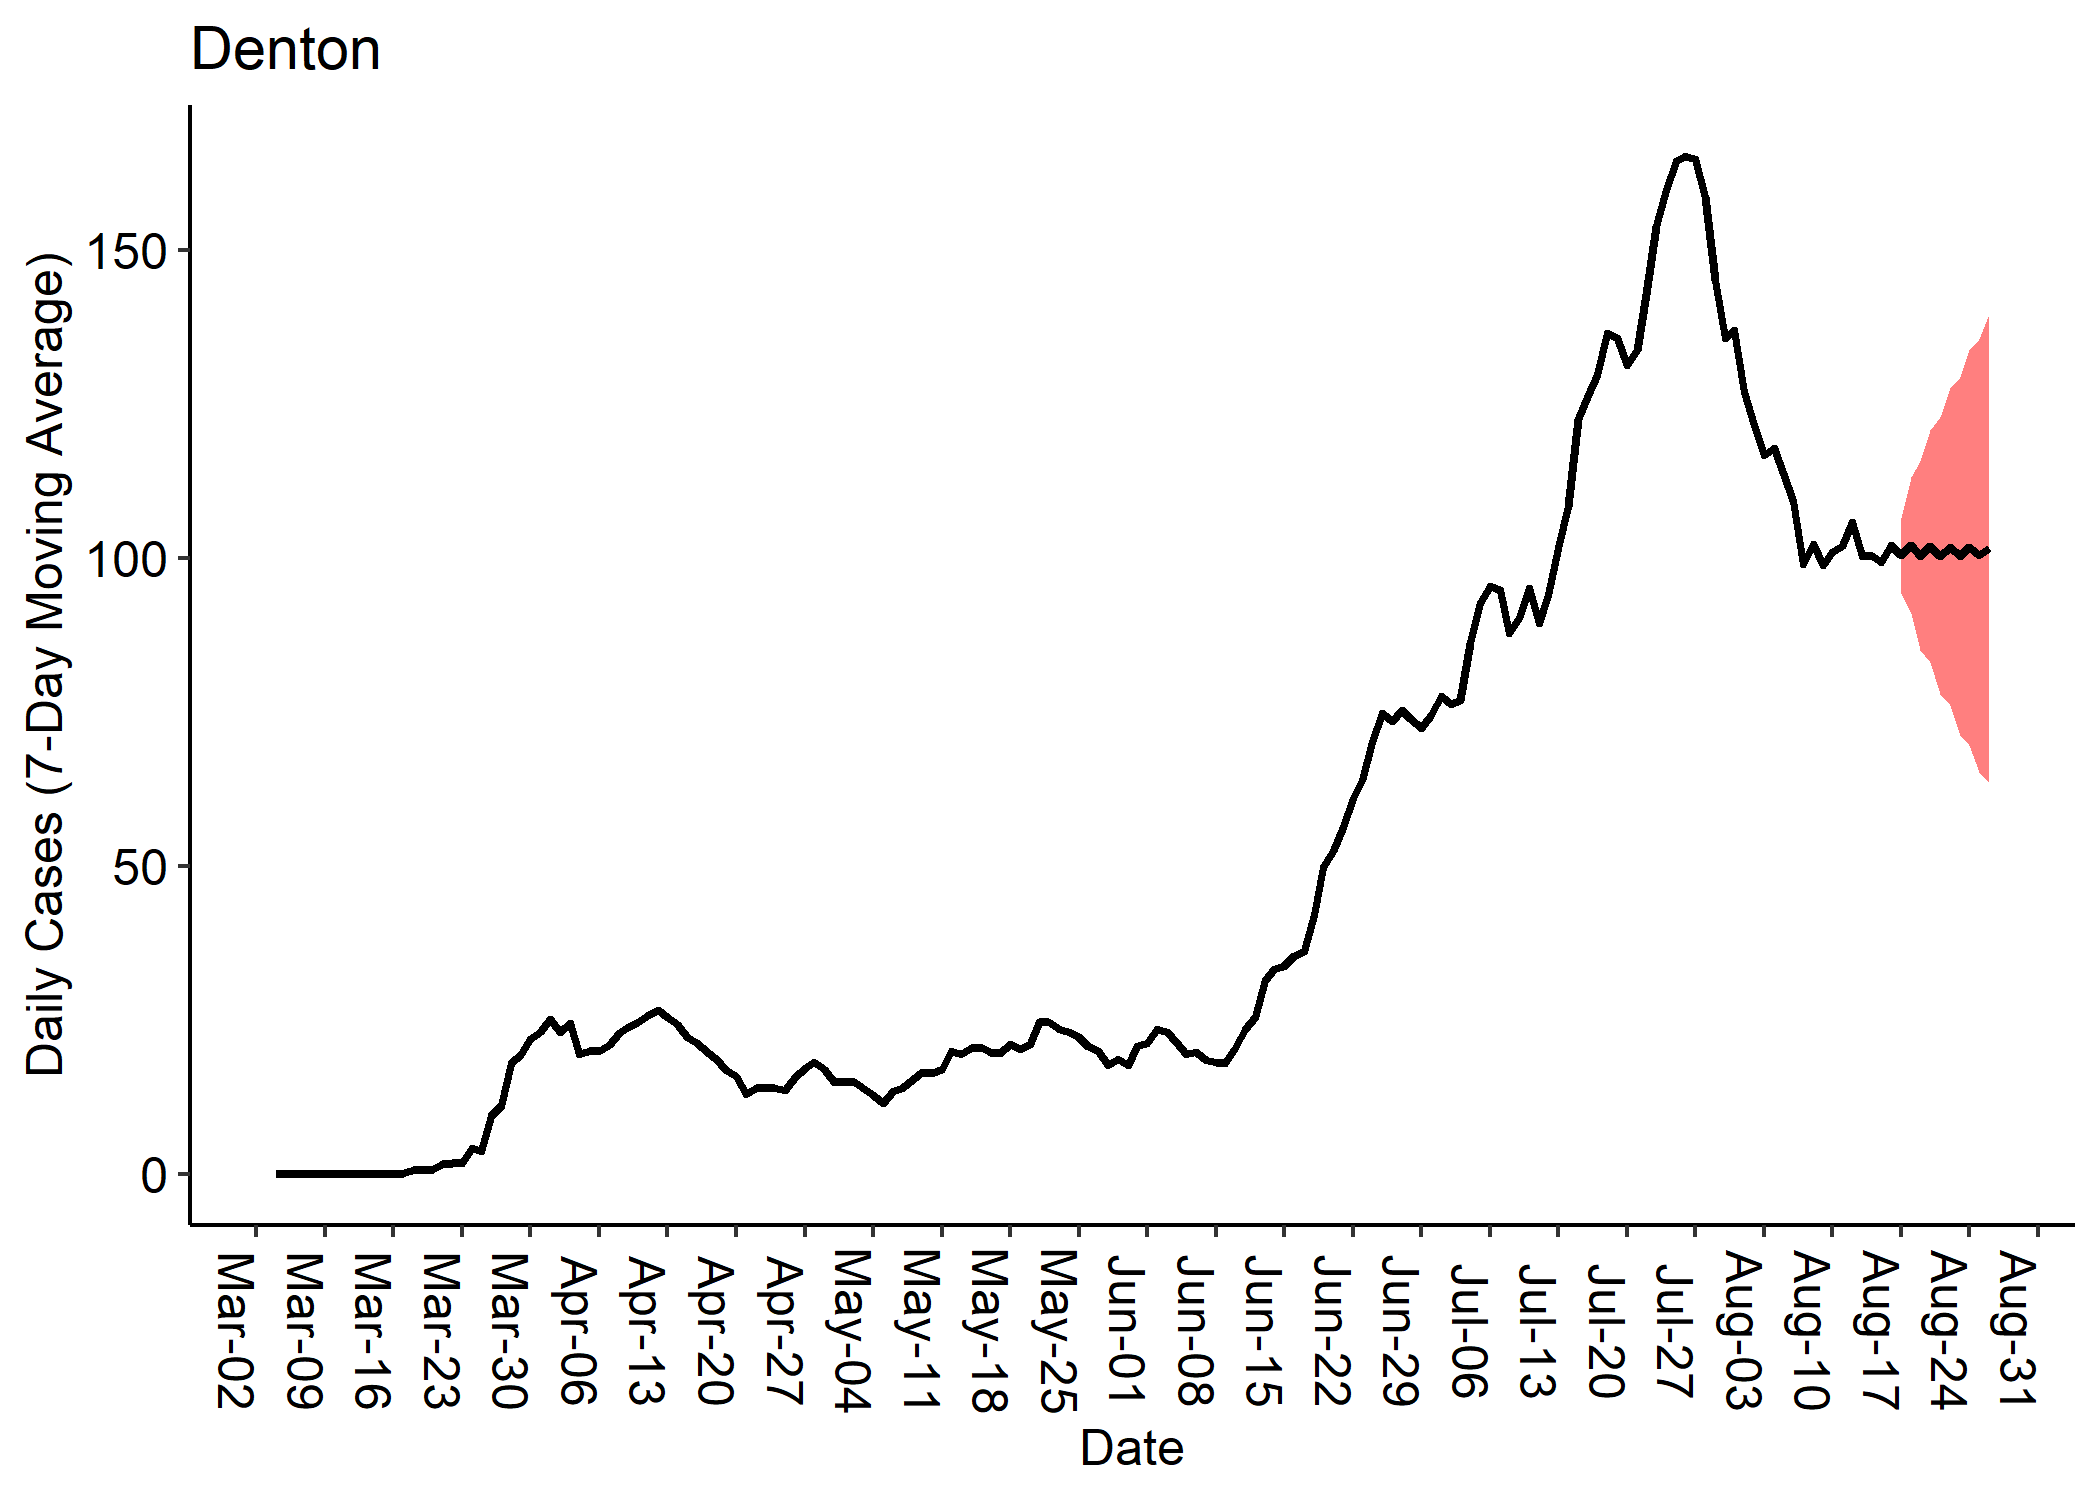 Denton
Daily Cases (7-Day Moving Average)
150
100
50
0
Mar-02
Mar-09
Mar-16
Mar-23
Mar-30
Apr-06
Apr-13
Apr-20
Apr-27
May-04
May-11
May-18
May-25
Jun-01
Jun-08
Jun-15
Jun-22
Jun-29
Jul-06
Jul-13
Jul-20
Jul-27
Aug-03
Aug-10
Aug-17
Aug-24
Aug-31
Date